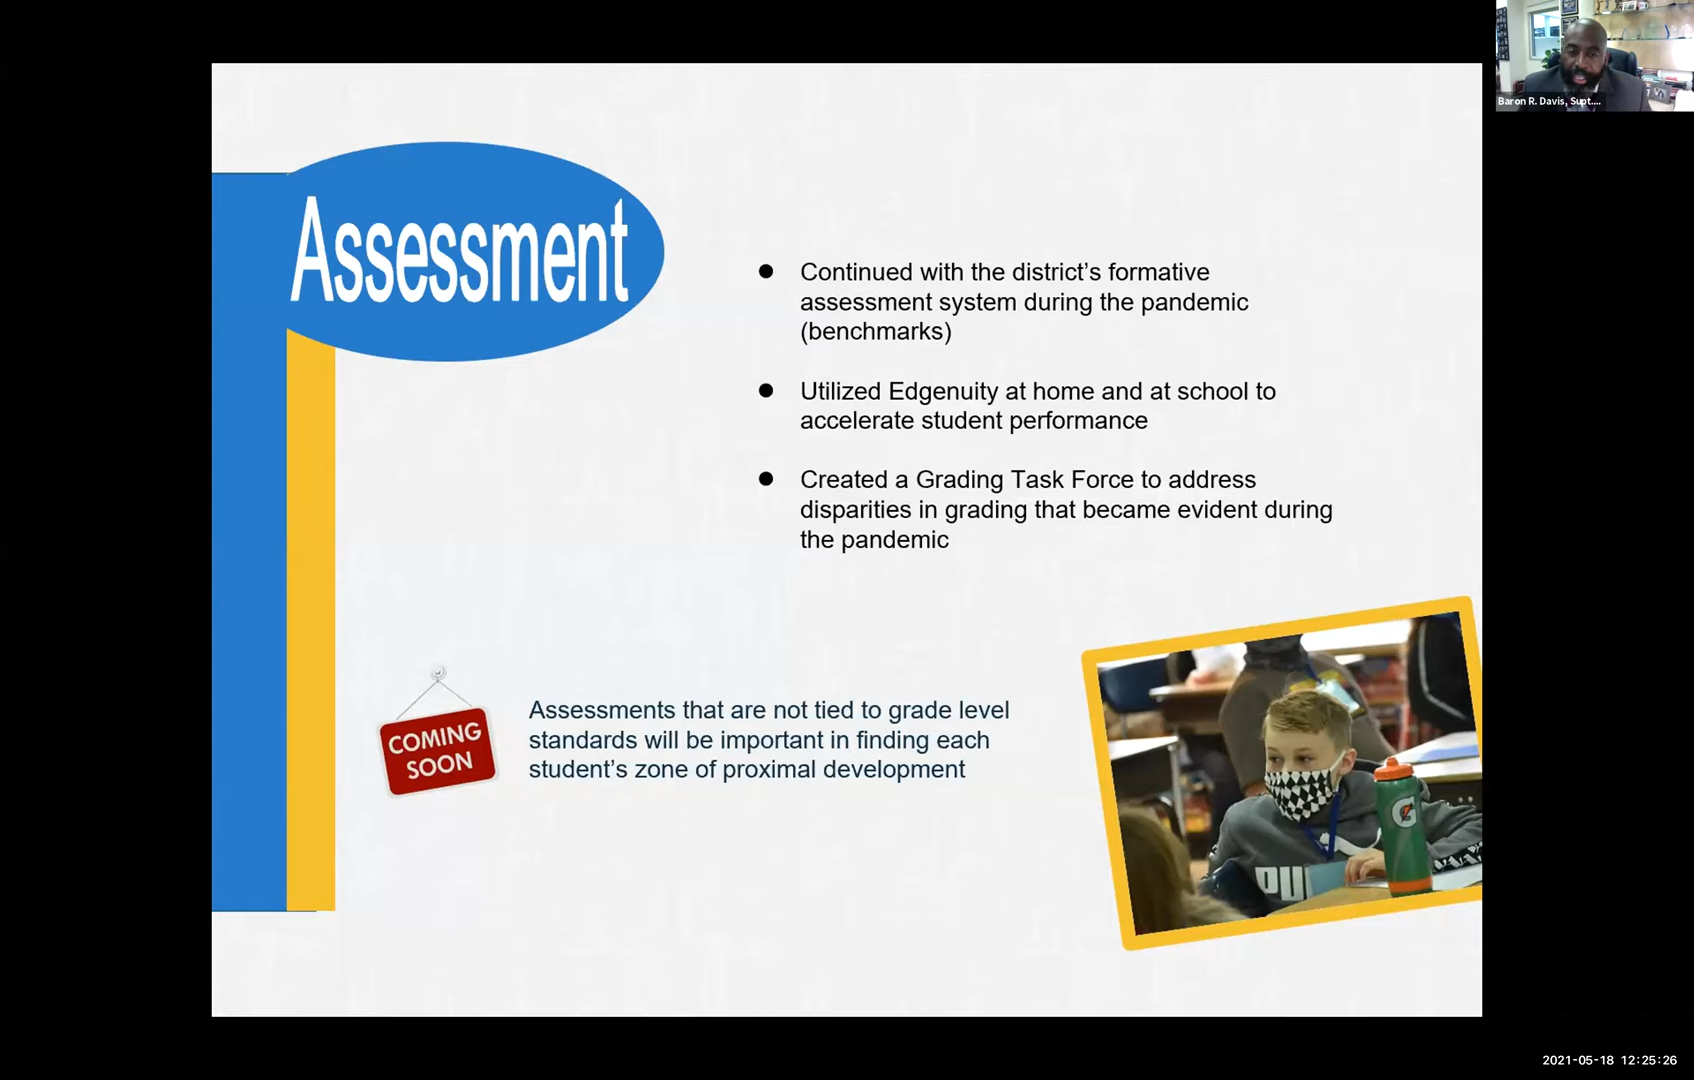 Baron R. Davis, Supt....
Assessment
● Continued with the district’s formative
assessment system during the pandemic
(benchmarks)
● Utilized Edgenuity at home and at school to
accelerate student performance
● Created a Grading Task Force to address
disparities in grading that became evident during
the pandemic
COMING
SOON
Assessments that are not tied to grade level
standards will be important in finding each
student’s zone of proximal development
G
PU
2021-05-18 12:25:26